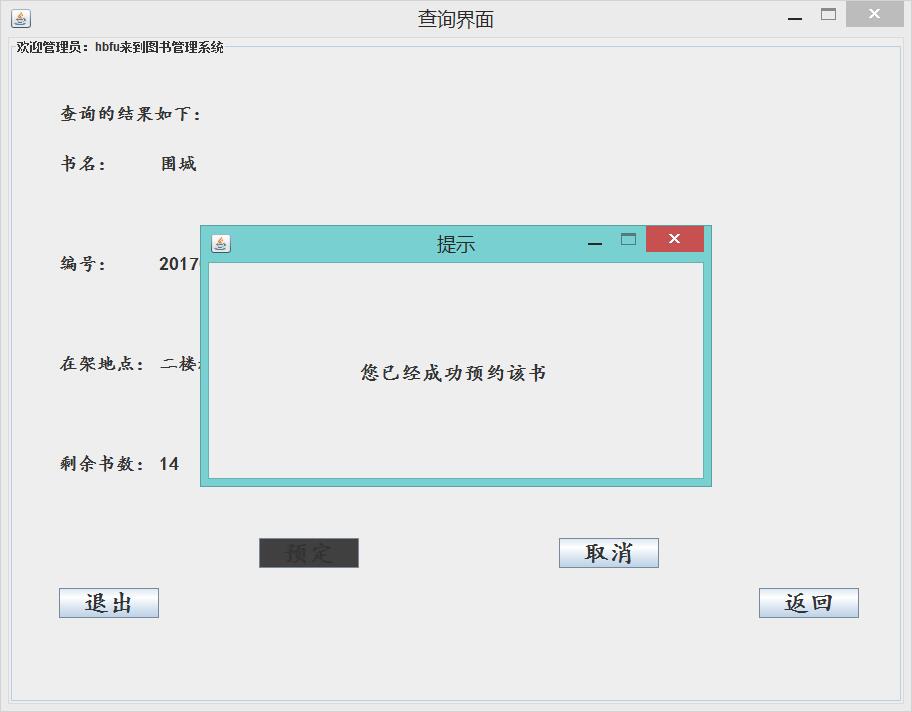 查询界面
欢迎管理员：hbfu来到图书管理系统
查询的结果如下：
书名： 围城
编号： 2017
提示
您已经成功预约该书
在架地点： 二楼
剩余书数： 14
预定
取消
退出
返回